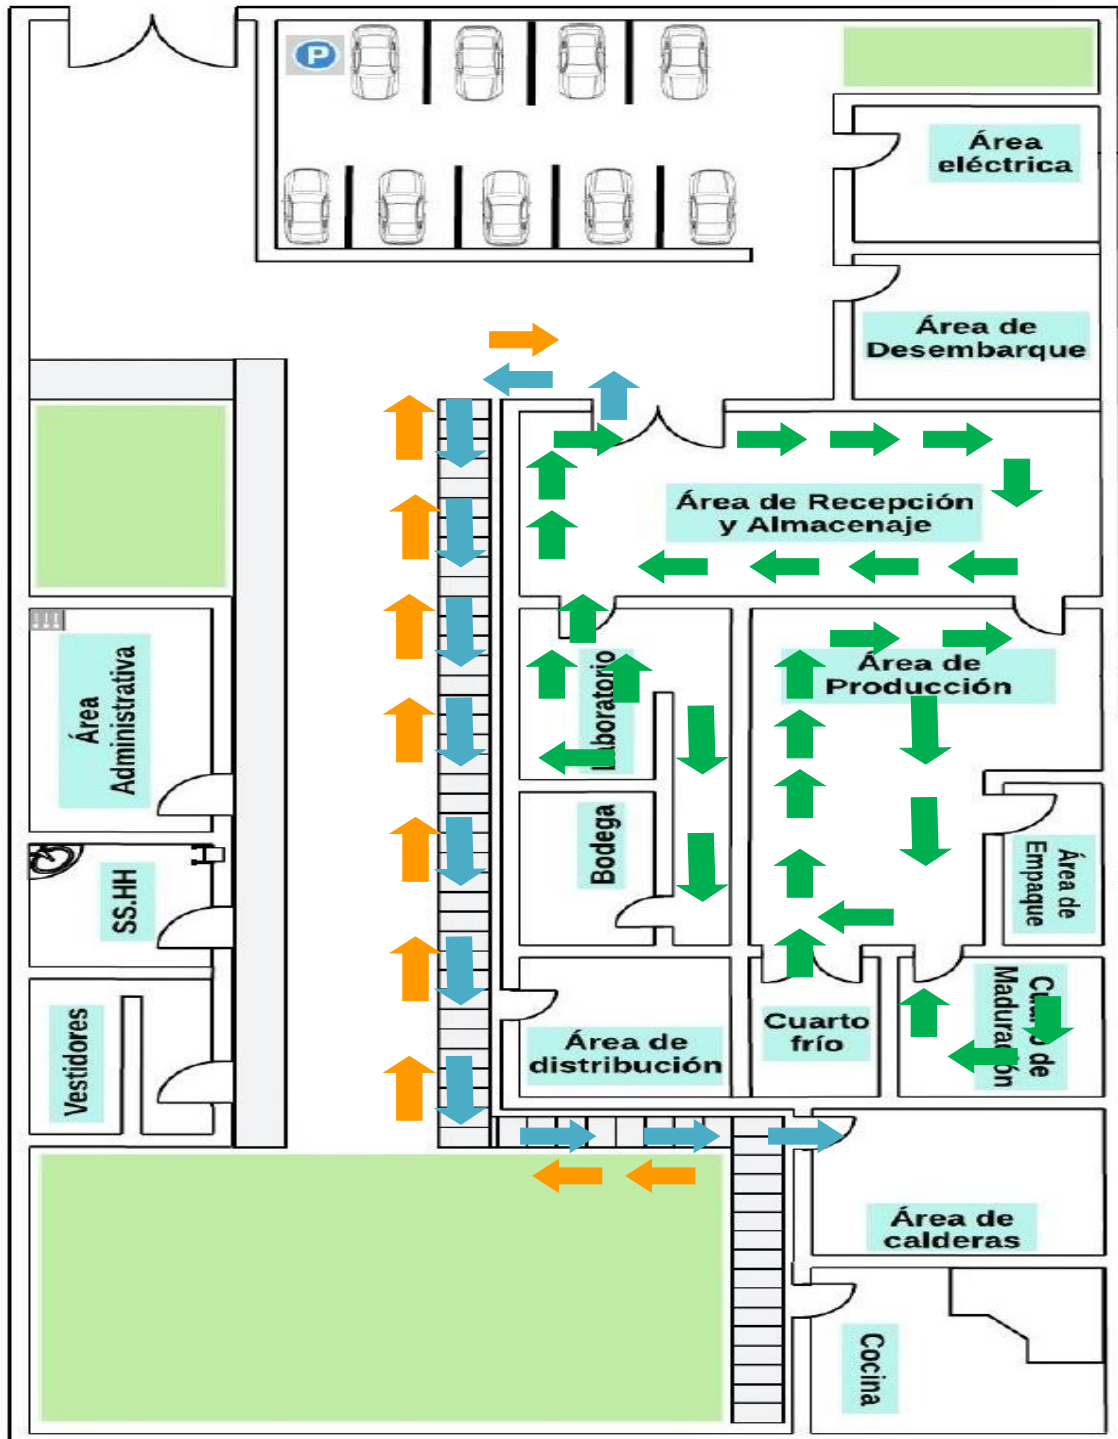 P
Área
eléctrica
Área de
Desembarque
Área de Recepción
y Almacenaje
Área
Administrativa
Laboratorio
Área de
Producción
Bodega
Área de
Empaque
SS.HH
Vestidores
Área de
distribución
Cuarto
frío
Cuarto de
Maduración
Área de
calderas
Cocina